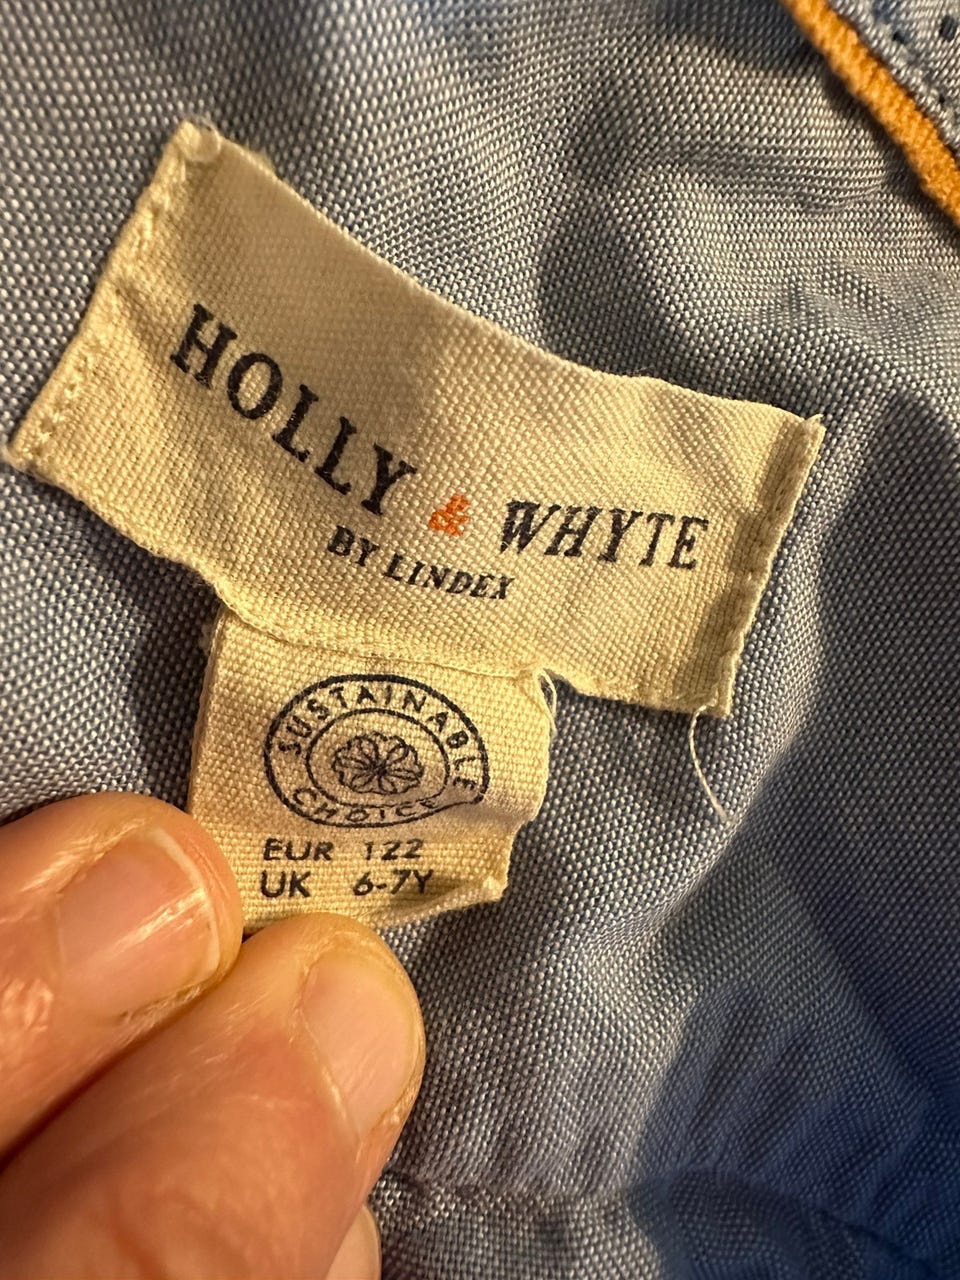 HOLLY & WHYTE
BY LINDEX
SUSTAINABLE
CHOICE
EUR 122
UK 6-7Y